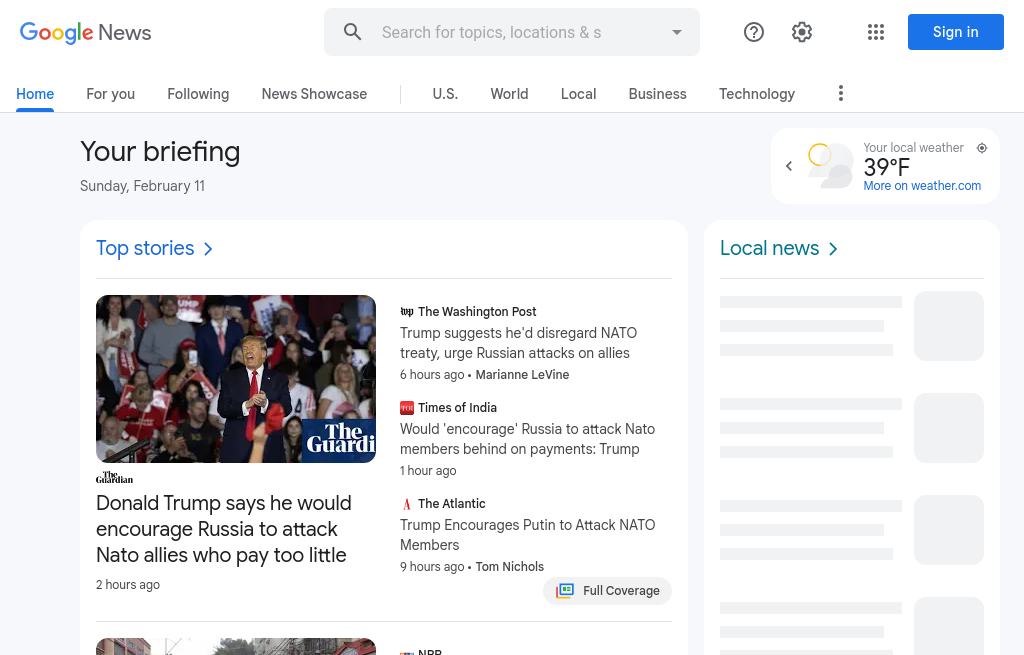 Google News
Search for topics, locations & s
Sign in
Home
For you
Following
News Showcase
U.S.
World
Local
Business
Technology
Your briefing
Sunday, February 11
Your local weather
39°F
More on weather.com
Top stories
The Guardi
The Guardian
Donald Trump says he would
encourage Russia to attack
Nato allies who pay too little
2 hours ago
wp The Washington Post
Trump suggests he'd disregard NATO
treaty, urge Russian attacks on allies
6 hours ago • Marianne LeVine
TOI Times of India
Would 'encourage' Russia to attack Nato
members behind on payments: Trump
1 hour ago
A The Atlantic
Trump Encourages Putin to Attack NATO
Members
9 hours ago • Tom Nichols
Full Coverage
NPR
Local news